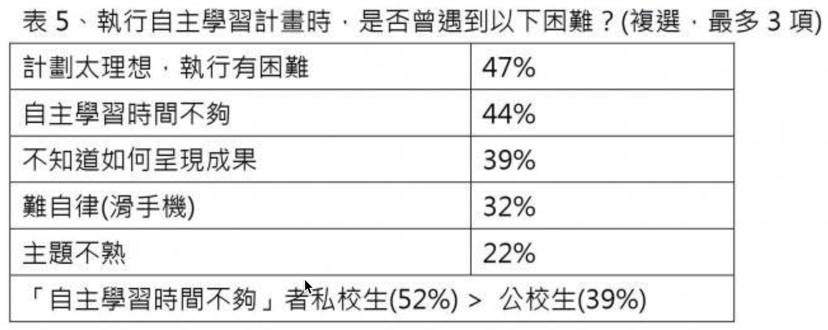 表 5、執行自主學習計畫時，是否曾遇到以下困難？(複選，最多 3 項)
計劃太理想，執行有困難 47%
自主學習時間不夠 44%
不知道如何呈現成果 39%
難自律(滑手機) 32%
主題不熟 22%
「自主學習時間不夠」者私校生(52%) > 公校生(39%)